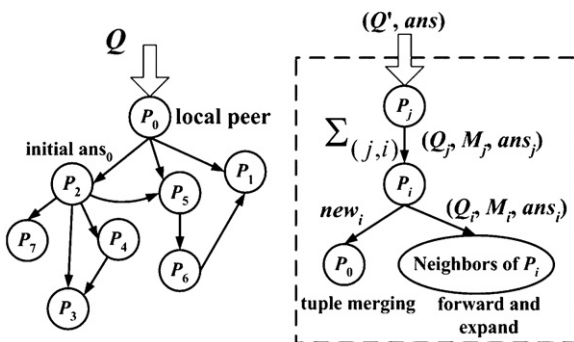 Q
P0 local peer
initial ans0
P2
P5
P1
P7
P4
P6
P3
(Q', ans)
Pj
Σ(j,i) (Qj, Mj, ansj)
Pi
newi (Qi, Mi, ansi)
P0 Neighbors of Pi
tuple merging forward and
expand